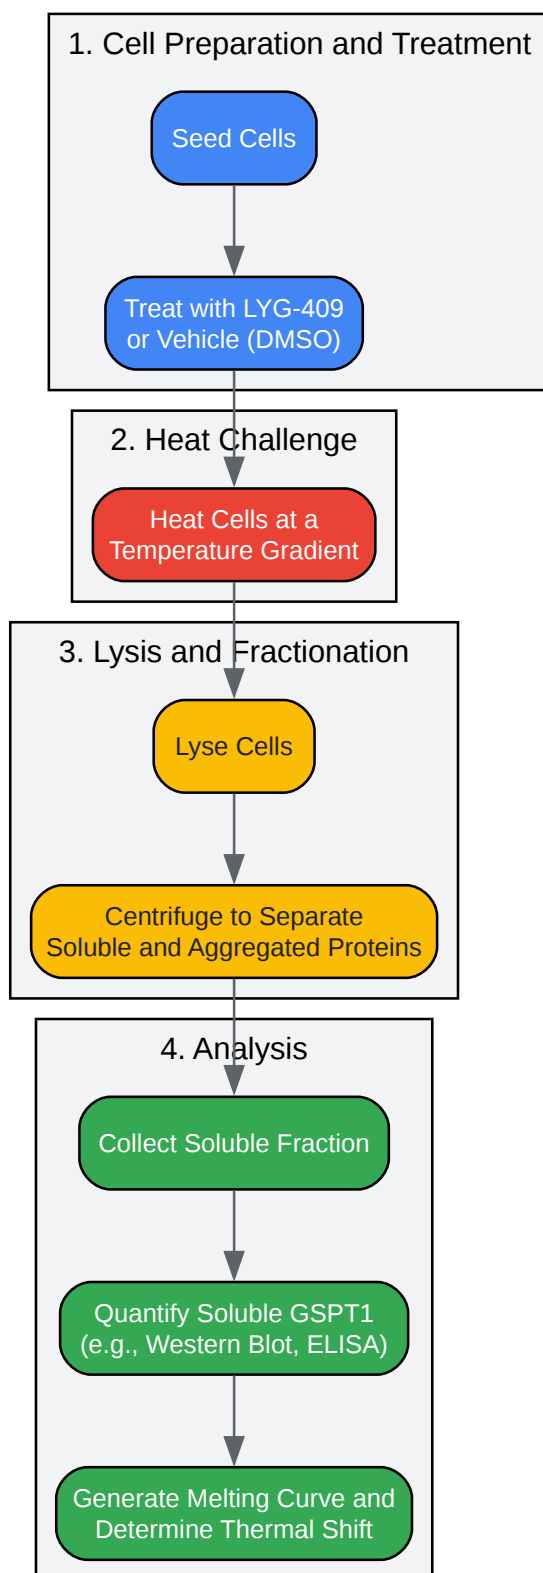 1. Cell Preparation and Treatment
Seed Cells
Treat with LYG-409
or Vehicle (DMSO)
2. Heat Challenge
Heat Cells at a
Temperature Gradient
3. Lysis and Fractionation
Lyse Cells
Centrifuge to Separate
Soluble and Aggregated Proteins
4. Analysis
Collect Soluble Fraction
Quantify Soluble GSPT1
(e.g., Western Blot, ELISA)
Generate Melting Curve and
Determine Thermal Shift